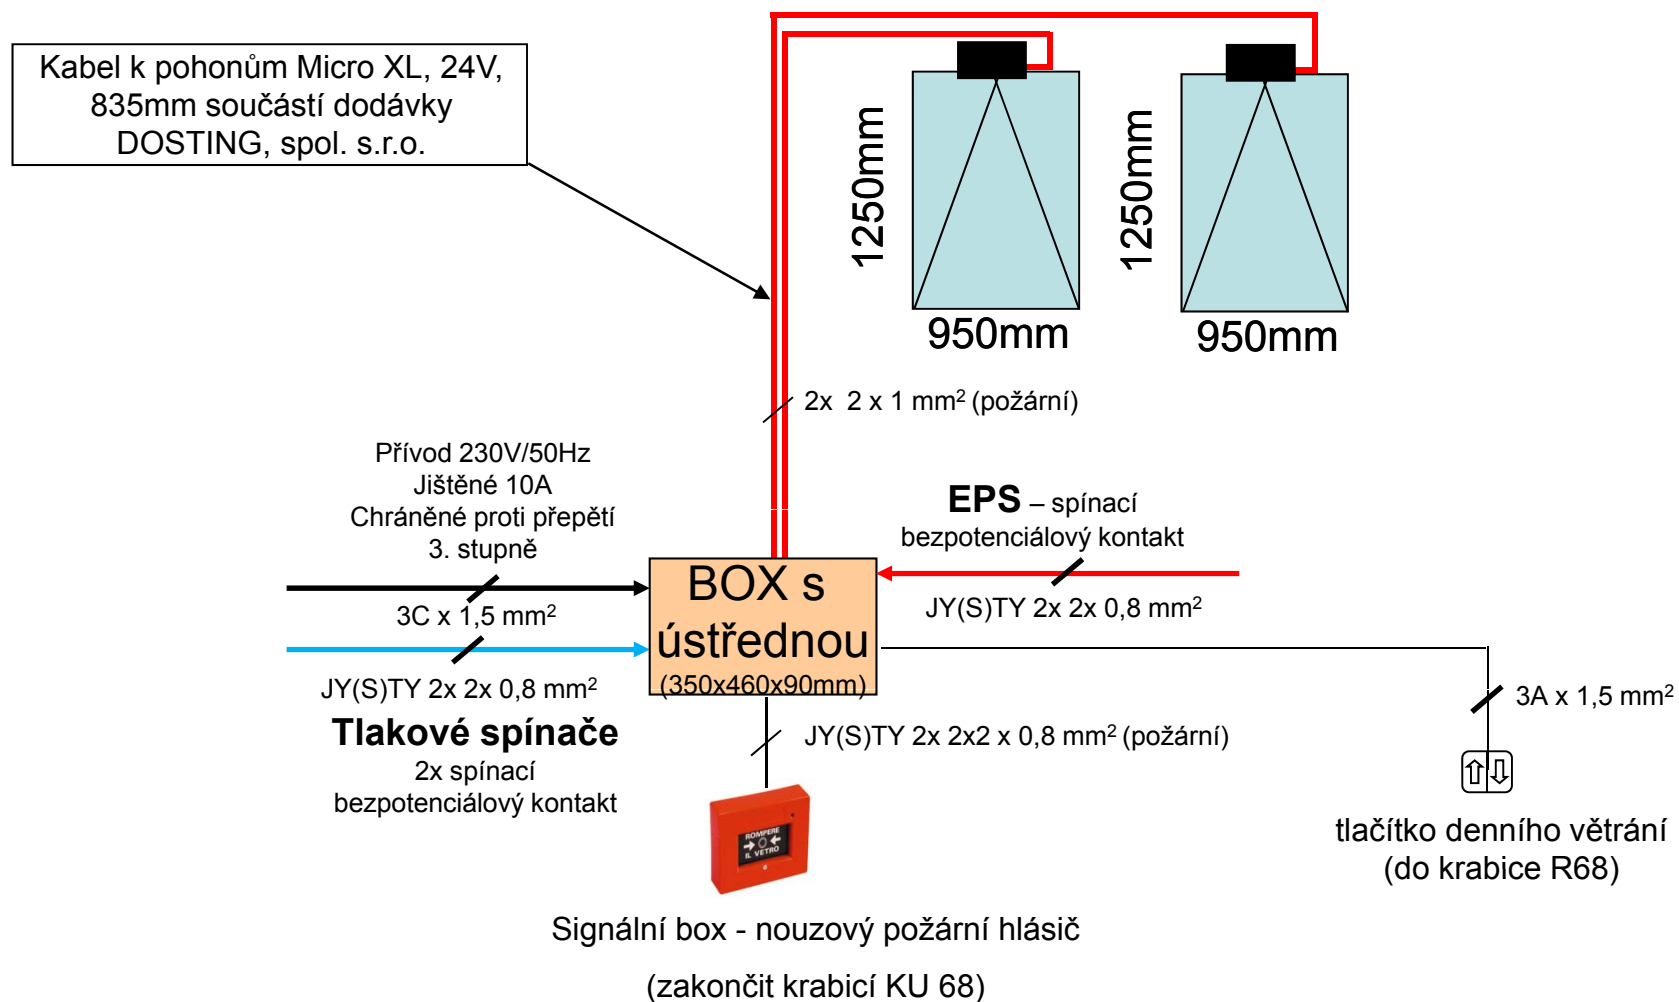 Kabel k pohonům Micro XL, 24V,
835mm součástí dodávky
DOSTING, spol. s.r.o.
1250mm
950mm
1250mm
950mm
2x  2 x 1 mm² (požární)
Přívod 230V/50Hz
Jištěné 10A
Chráněné proti přepětí
3. stupně
3C x 1,5 mm²
EPS – spínací
bezpotenciálový kontakt
JY(S)TY 2x 2x 0,8 mm²
BOX s
ústřednou
(350x460x90mm)
JY(S)TY 2x 2x 0,8 mm²
Tlakové spínače
2x spínací
bezpotenciálový kontakt
3A x 1,5 mm²
JY(S)TY 2x 2x2 x 0,8 mm² (požární)
ROMPERE
IL VETRO
tlačítko denního větrání
(do krabice R68)
Signální box - nouzový požární hlásič
(zakončit krabicí KU 68)